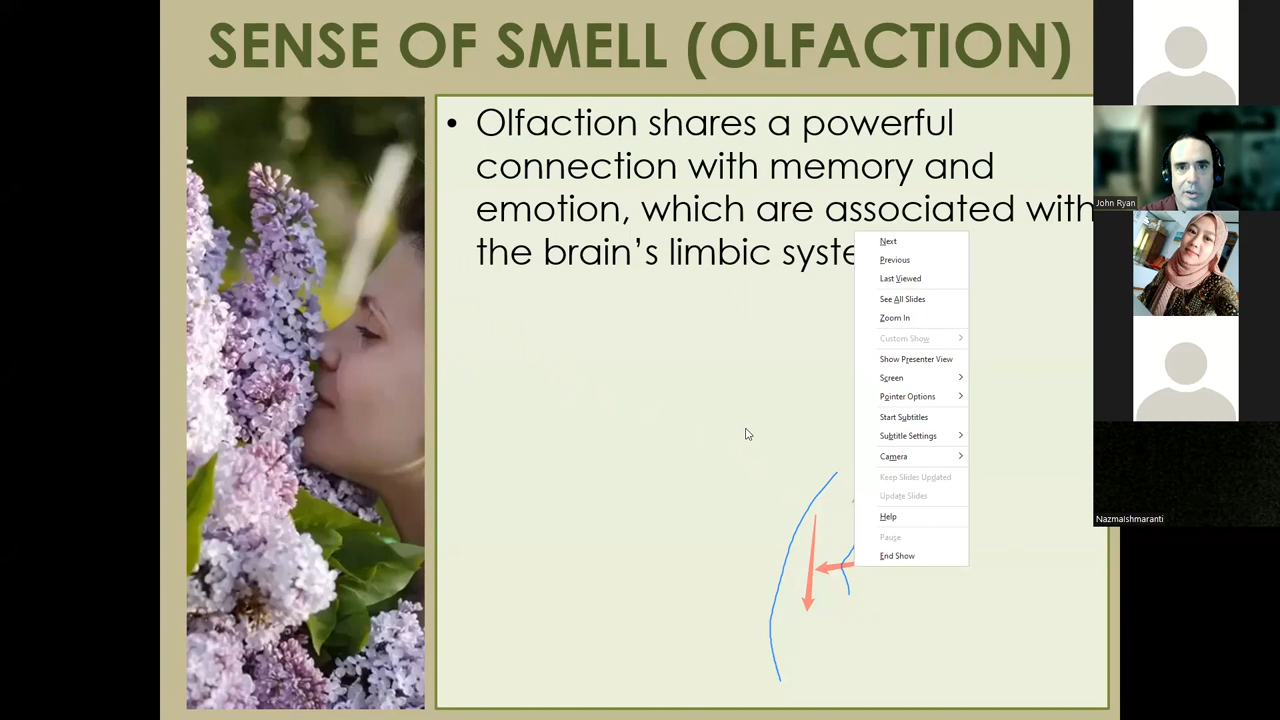 SENSE OF SMELL (OLFACTION)
• Olfaction shares a powerful
connection with memory and
emotion, which are associated with
the brain's limbic syste
Next
Previous
Last Viewed
See All Slides
Zoom In
Custom Show
Show Presenter View
Screen
Pointer Options
Start Subtitles
Subtitle Settings
Camera
Keep Slides Updated
Update Slides
Help
Pause
End Show
John Ryan
Nazmaishmaranti